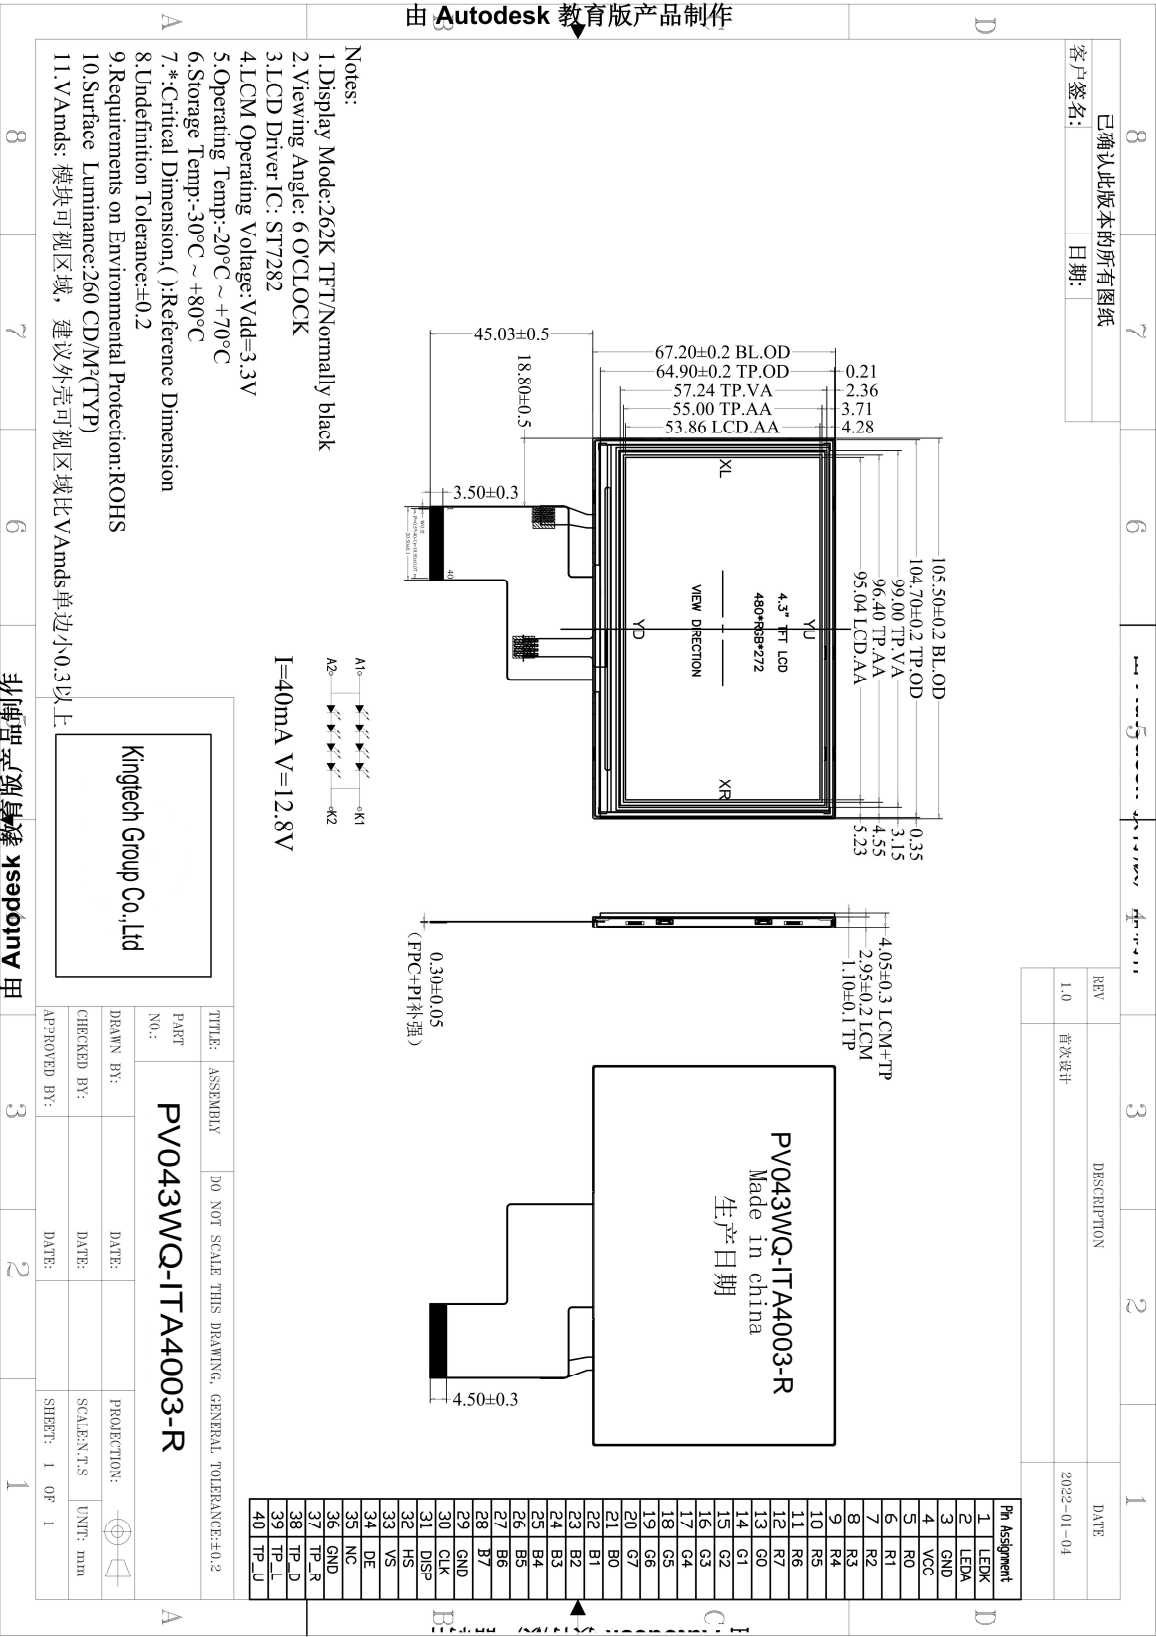 由 Autodesk 教育版产品制作
已确认此版本的所有图纸
客户签名:
日期:
REV
DESCRIPTION
DATE
1.0
首次设计
2022-01-04
8
7
6
5
4
3
2
1
D
C
B
A
Notes:
1.Display Mode:262K TFT/Normally black
2.Viewing Angle: 6 O'CLOCK
3.LCD Driver IC: ST7282
4.LCM Operating Voltage:Vdd=3.3V
5.Operating Temp:-20°C ~ +70°C
6.Storage Temp:-30°C ~ +80°C
7.*:Critical Dimension,( ):Reference Dimension
8.Undefinition Tolerance:±0.2
9.Requirements on Environmental Protection:ROHS
10.Surface Luminance:260 CD/M²(TYP)
11.VAmds: 模块可视区域, 建议外壳可视区域比VAmds单边小0.3以上
105.50±0.2 BL.OD
104.70±0.2 TP.OD
99.00 TP.VA
96.40 TP.AA
95.04 LCD.AA
0.35
3.15
4.55
5.23
67.20±0.2 BL.OD
64.90±0.2 TP.OD
57.24 TP.VA
55.00 TP.AA
53.86 LCD.AA
0.21
2.36
3.71
4.28
45.03±0.5
18.80±0.5
3.50±0.3
1
40
XL
YU
XR
YD
4.3" TFT LCD
480*RGB*272
VIEW DIRECTION
A1
A2
K1
K2
I=40mA V=12.8V
4.05±0.3 LCM+TP
2.95±0.2 LCM
1.10±0.1 TP
0.30±0.05
(FPC+PI补强)
PV043WQ-ITA4003-R
Made in china
生产日期
4.50±0.3
Pin Assignment
1 LEDK
2 LEDA
3 GND
4 VCC
5 R0
6 R1
7 R2
8 R3
9 R4
10 R5
11 R6
12 R7
13 G0
14 G1
15 G2
16 G3
17 G4
18 G5
19 G6
20 G7
21 B0
22 B1
23 B2
24 B3
25 B4
26 B5
27 B6
28 B7
29 GND
30 CLK
31 DISP
32 HS
33 VS
34 DE
35 NC
36 GND
37 TP_R
38 TP_D
39 TP_L
40 TP_U
Kingtech Group Co.,Ltd
TITLE: ASSEMBLY
DO NOT SCALE THIS DRAWING, GENERAL TOLERANCE:±0.2
PART NO.:
PV043WQ-ITA4003-R
DRAWN BY:
DATE:
PROJECTION:
CHECKED BY:
DATE:
SCALE:N.T.S
UNIT: mm
APPROVED BY:
DATE:
SHEET: 1 OF 1
由 Autodesk 教育版产品制作